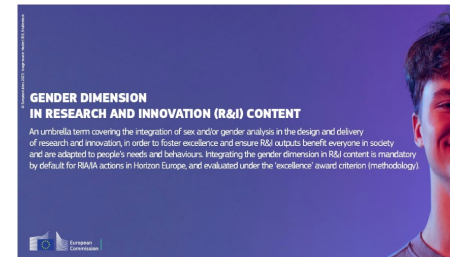 GENDER DIMENSION
IN RESEARCH AND INNOVATION (R&I) CONTENT
An umbrella term covering the integration of sex and/or gender analysis in the design and delivery
of research and innovation, in order to foster excellence and ensure R&I outputs benefit everyone in society
and are adapted to people's needs and behaviours. Integrating the gender dimension in R&I content is mandatory
by default for RIA/IA actions in Horizon Europe, and evaluated under the 'excellence' award criterion (methodology).
European
Commission